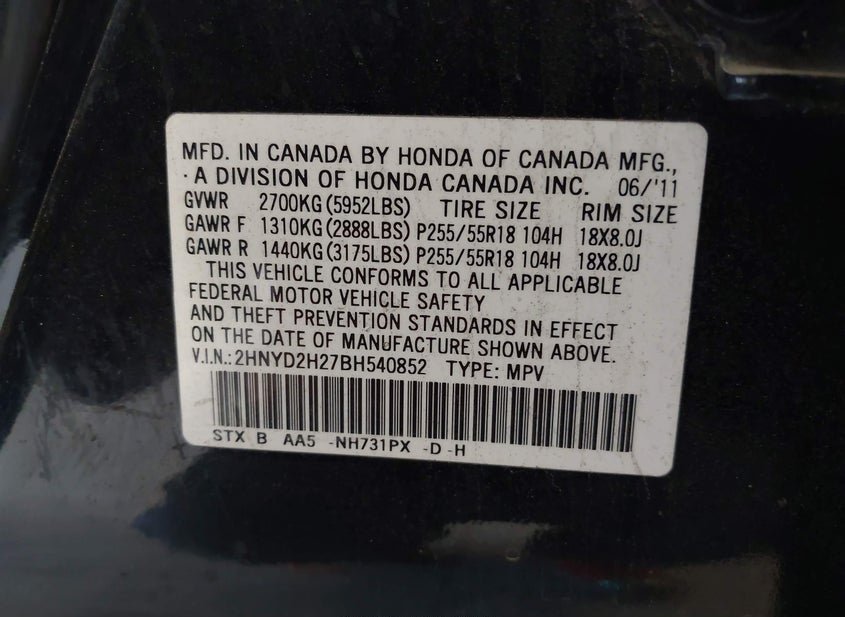 MFD. IN CANADA BY HONDA OF CANADA MFG.,
A DIVISION OF HONDA CANADA INC. 06/'11
GVWR 2700KG (5952LBS) TIRE SIZE RIM SIZE
GAWR F 1310KG (2888LBS) P255/55R18 104H 18X8.0J
GAWR R 1440KG (3175LBS) P255/55R18 104H 18X8.0J
THIS VEHICLE CONFORMS TO ALL APPLICABLE
FEDERAL MOTOR VEHICLE SAFETY
AND THEFT PREVENTION STANDARDS IN EFFECT
ON THE DATE OF MANUFACTURE SHOWN ABOVE.
V.I.N.: 2HNYD2H27BH540852 TYPE: MPV
STX B AA5 -NH731PX -D -H